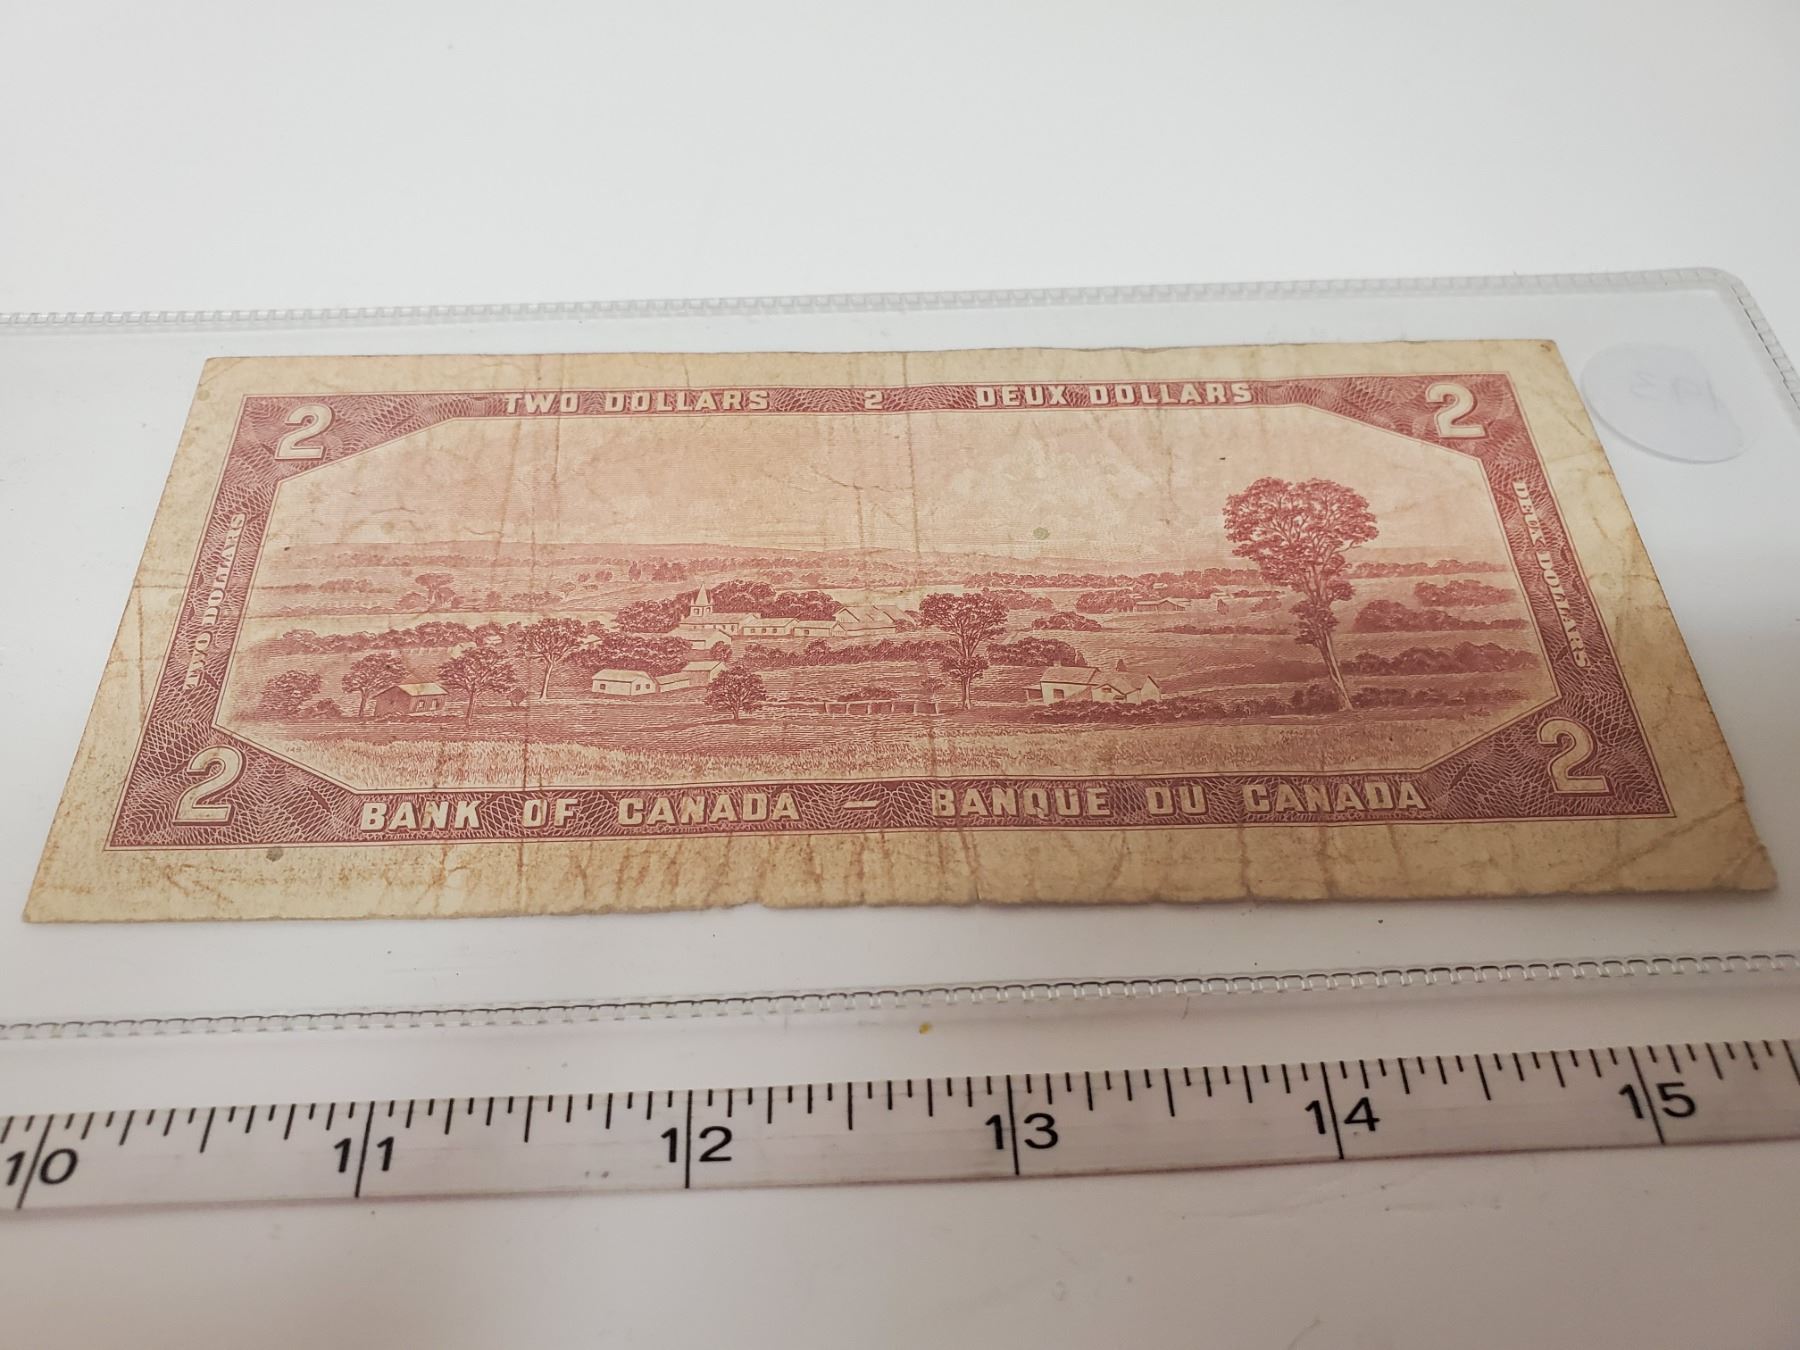 TWO DOLLARS 2 DEUX DOLLARS
2
2
TWO DOLLARS
DEUX DOLLARS
2
2
BANK OF CANADA — BANQUE DU CANADA
10 11 12 13 14 15